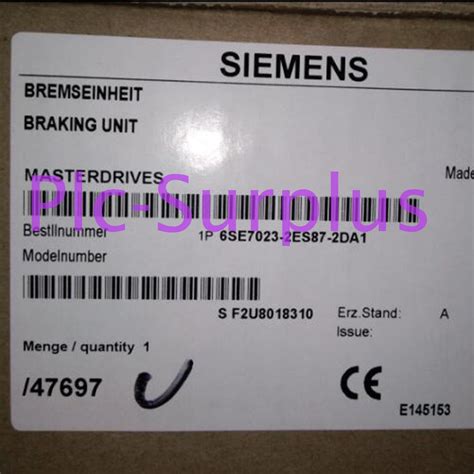 SIEMENS
BREMSEINHEIT
BRAKING UNIT
MASTERDRIVES
Made
Plc-Surplus
Bestllnummer 1P 6SE7023-2ES87-2DA1
Modelnumber
S F2U8018310 Erz.Stand: A
Issue:
Menge / quantity 1
/47697
CE
E145153